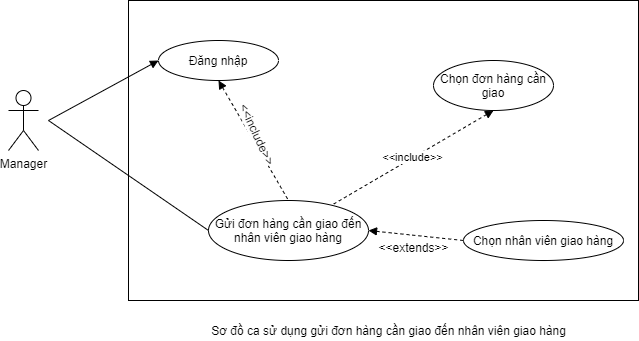 Đăng nhập
Chọn đơn hàng cần
giao
<<include>>
<<include>>
Manager
Gửi đơn hàng cần giao đến
nhân viên giao hàng
<<extends>>
Chọn nhân viên giao hàng
Sơ đồ ca sử dụng gửi đơn hàng cần giao đến nhân viên giao hàng